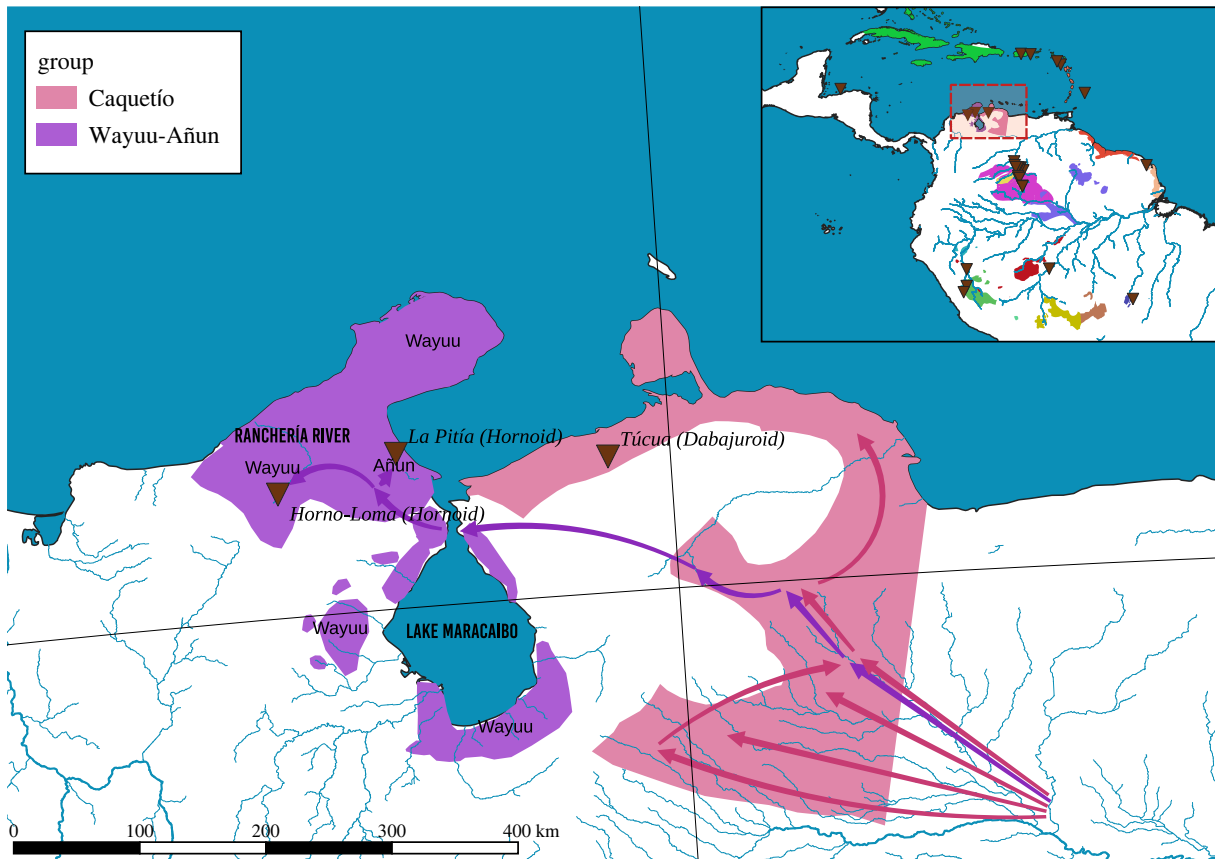 group
Caquetío
Wayuu-Añun
Wayuu
RANCHERÍA RIVER
La Pitía (Hornoid)
Túcua (Dabajuroid)
Wayuu
Añun
Horno-Loma (Hornoid)
Wayuu
LAKE MARACAIBO
Wayuu
0
100
200
300
400 km